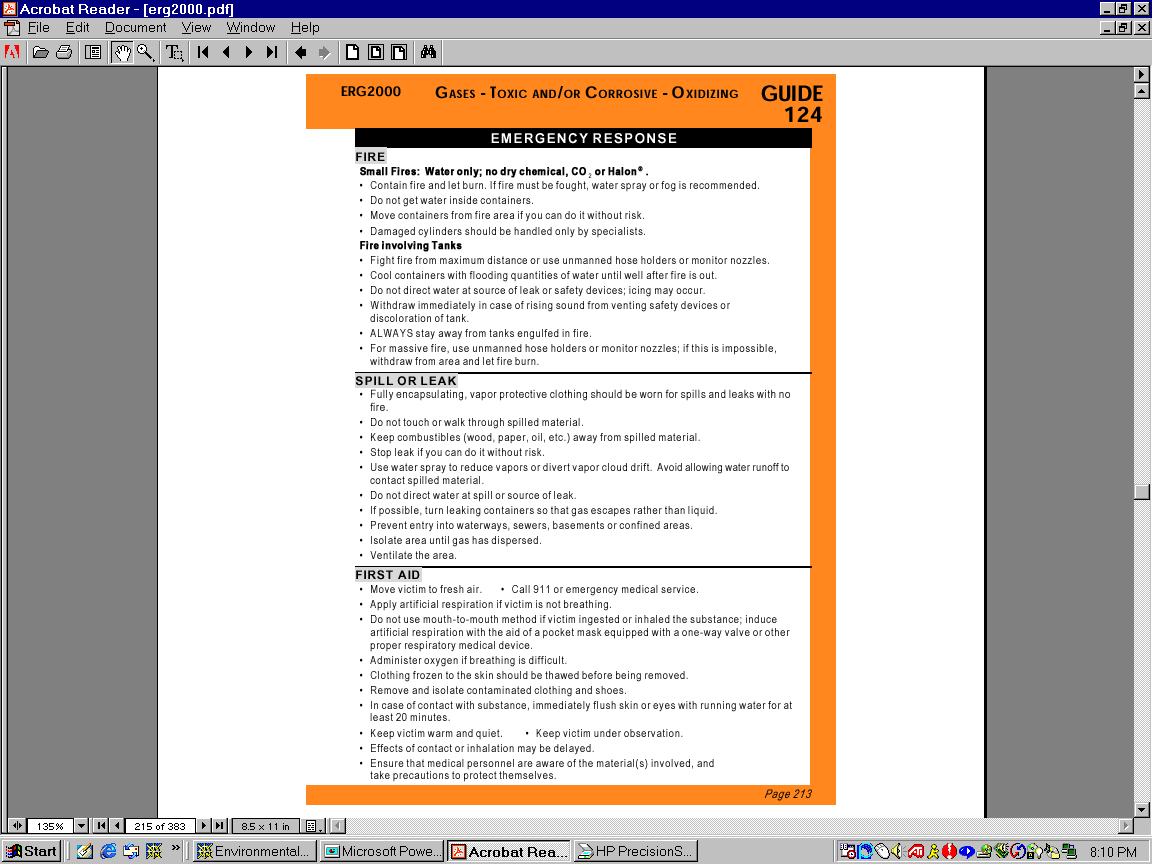 Acrobat Reader - [erg2000.pdf]
File Edit Document View Window Help
ERG2000 GASES - TOXIC AND/OR CORROSIVE - OXIDIZING GUIDE
124
EMERGENCY RESPONSE
FIRE
Small Fires: Water only; no dry chemical, CO2 or Halon®.
• Contain fire and let burn. If fire must be fought, water spray or fog is recommended.
• Do not get water inside containers.
• Move containers from fire area if you can do it without risk.
• Damaged cylinders should be handled only by specialists.
Fire involving Tanks
• Fight fire from maximum distance or use unmanned hose holders or monitor nozzles.
• Cool containers with flooding quantities of water until well after fire is out.
• Do not direct water at source of leak or safety devices; icing may occur.
• Withdraw immediately in case of rising sound from venting safety devices or
discoloration of tank.
• ALWAYS stay away from tanks engulfed in fire.
• For massive fire, use unmanned hose holders or monitor nozzles; if this is impossible,
withdraw from area and let fire burn.
SPILL OR LEAK
• Fully encapsulating, vapor protective clothing should be worn for spills and leaks with no
fire.
• Do not touch or walk through spilled material.
• Keep combustibles (wood, paper, oil, etc.) away from spilled material.
• Stop leak if you can do it without risk.
• Use water spray to reduce vapors or divert vapor cloud drift. Avoid allowing water runoff to
contact spilled material.
• Do not direct water at spill or source of leak.
• If possible, turn leaking containers so that gas escapes rather than liquid.
• Prevent entry into waterways, sewers, basements or confined areas.
• Isolate area until gas has dispersed.
• Ventilate the area.
FIRST AID
• Move victim to fresh air. • Call 911 or emergency medical service.
• Apply artificial respiration if victim is not breathing.
• Do not use mouth-to-mouth method if victim ingested or inhaled the substance; induce
artificial respiration with the aid of a pocket mask equipped with a one-way valve or other
proper respiratory medical device.
• Administer oxygen if breathing is difficult.
• Clothing frozen to the skin should be thawed before being removed.
• Remove and isolate contaminated clothing and shoes.
• In case of contact with substance, immediately flush skin or eyes with running water for at
least 20 minutes.
• Keep victim warm and quiet. • Keep victim under observation.
• Effects of contact or inhalation may be delayed.
• Ensure that medical personnel are aware of the material(s) involved, and
take precautions to protect themselves.
Page 213
135% 215 of 383 8.5 x 11 in
Start » Environmental... Microsoft Powe... Acrobat Rea... HP PrecisionS... 8:10 PM